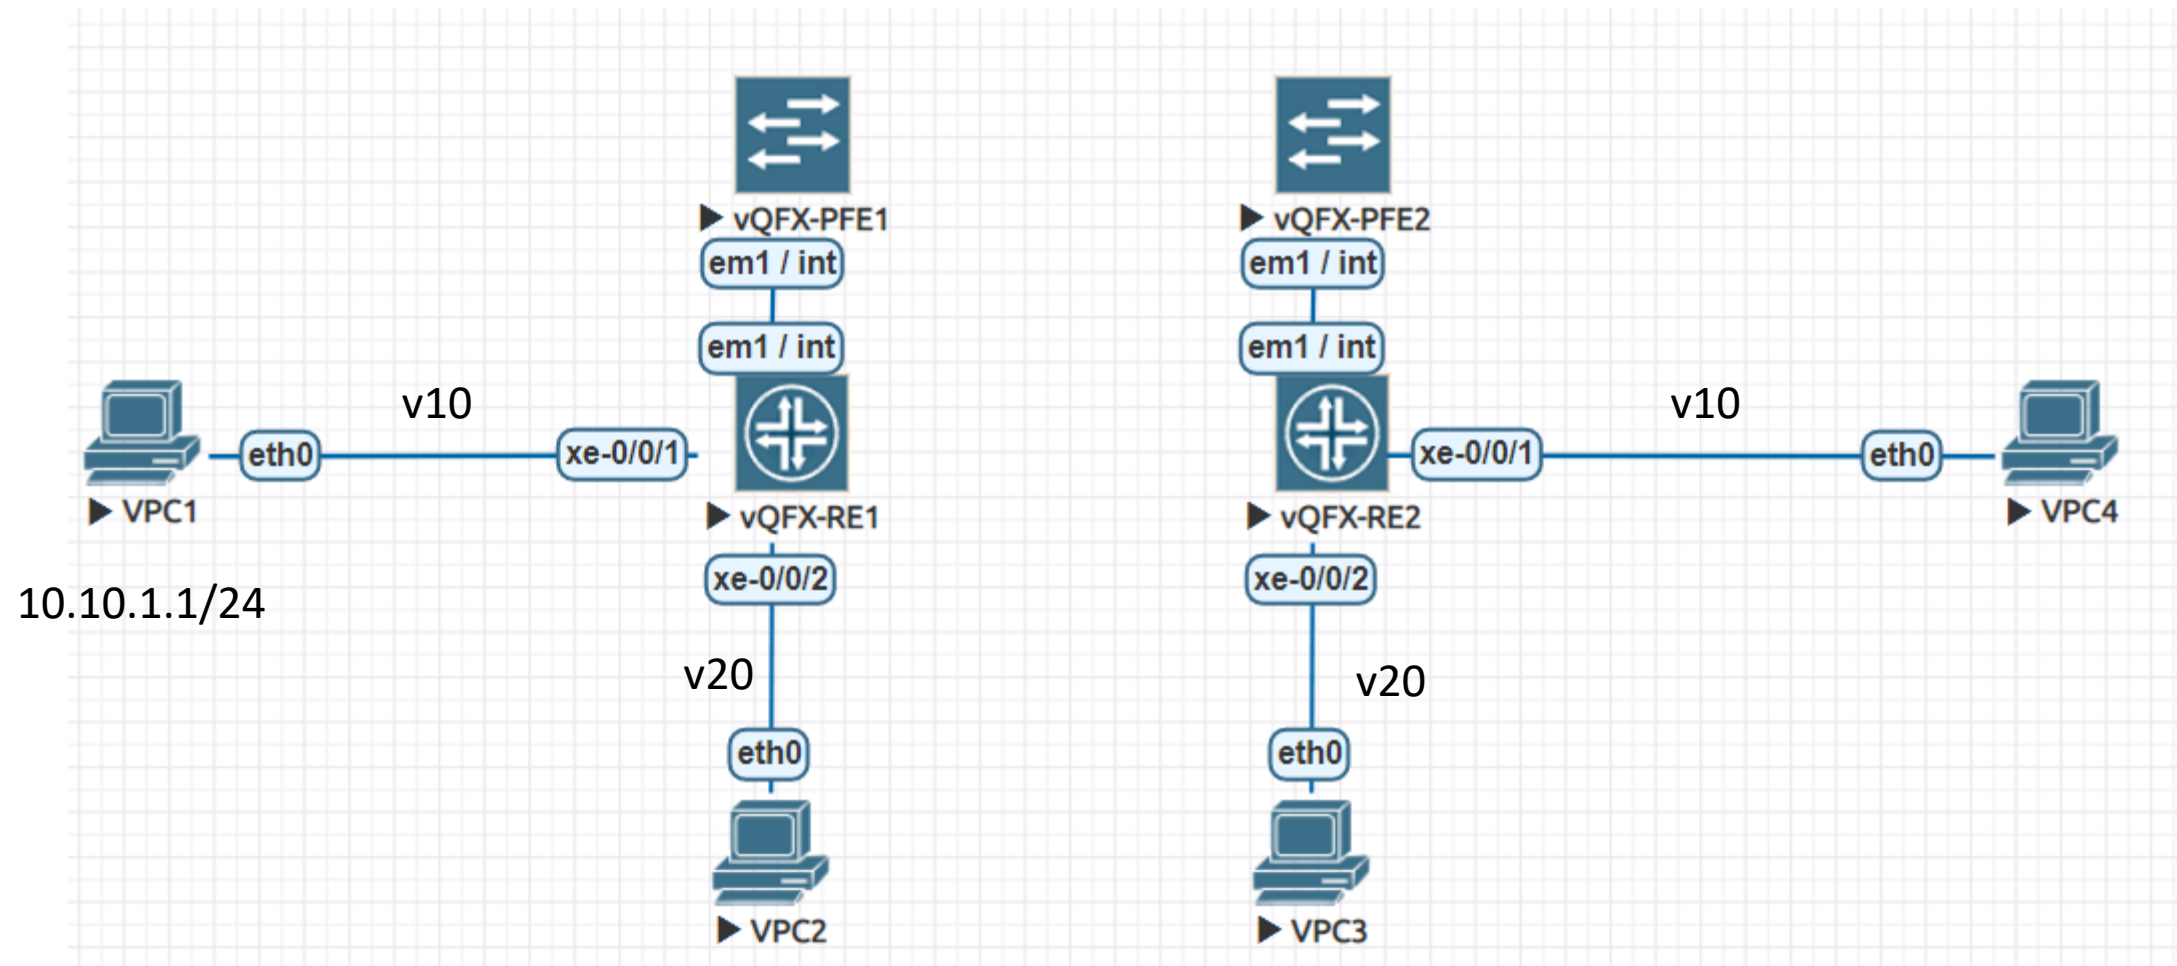 vQFX-PFE1
vQFX-PFE2
em1 / int
em1 / int
em1 / int
em1 / int
v10
v10
eth0
xe-0/0/1
xe-0/0/1
eth0
VPC1
vQFX-RE1
vQFX-RE2
VPC4
xe-0/0/2
xe-0/0/2
10.10.1.1/24
v20
v20
eth0
eth0
VPC2
VPC3